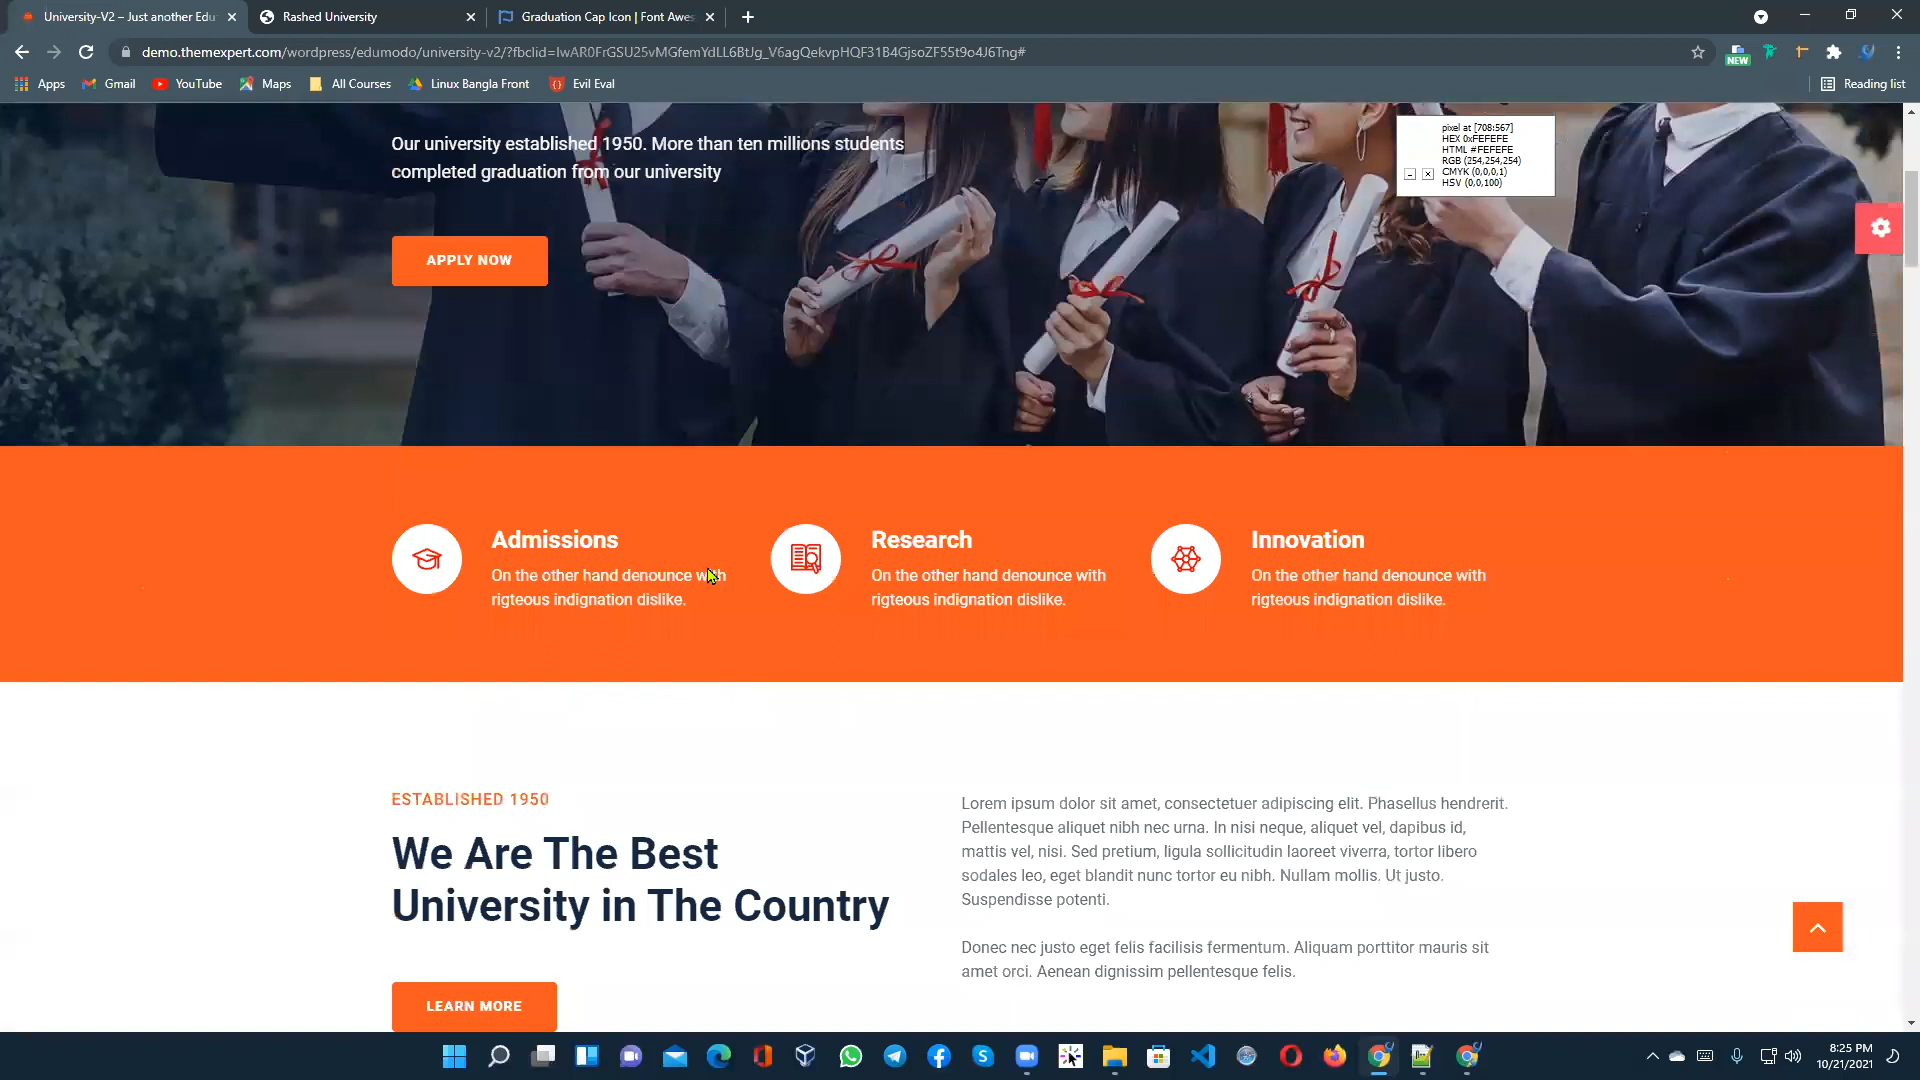 University-V2 – Just another Edu
Rashed University
Graduation Cap Icon | Font Awes
demo.themexpert.com/wordpress/edumodo/university-v2/?fbclid=IwAR0FrGSU25vMGfemYdLL6BtJg_V6agQekvpHQF31B4GjsoZF55t9o4J6Tng#
NEW
Apps
Gmail
YouTube
Maps
All Courses
Linux Bangla Front
Evil Eval
Reading list
Our university established 1950. More than ten millions students
completed graduation from our university
APPLY NOW
pixel at [708:567]
HEX 0xFEFEFE
HTML #FEFEFE
RGB (254,254,254)
CMYK (0,0,0,1)
HSV (0,0,100)
Admissions
On the other hand denounce with
rigteous indignation dislike.
Research
On the other hand denounce with
rigteous indignation dislike.
Innovation
On the other hand denounce with
rigteous indignation dislike.
ESTABLISHED 1950
We Are The Best
University in The Country
LEARN MORE
Lorem ipsum dolor sit amet, consectetuer adipiscing elit. Phasellus hendrerit.
Pellentesque aliquet nibh nec urna. In nisi neque, aliquet vel, dapibus id,
mattis vel, nisi. Sed pretium, ligula sollicitudin laoreet viverra, tortor libero
sodales leo, eget blandit nunc tortor eu nibh. Nullam mollis. Ut justo.
Suspendisse potenti.
Donec nec justo eget felis facilisis fermentum. Aliquam porttitor mauris sit
amet orci. Aenean dignissim pellentesque felis.
8:25 PM
10/21/2021